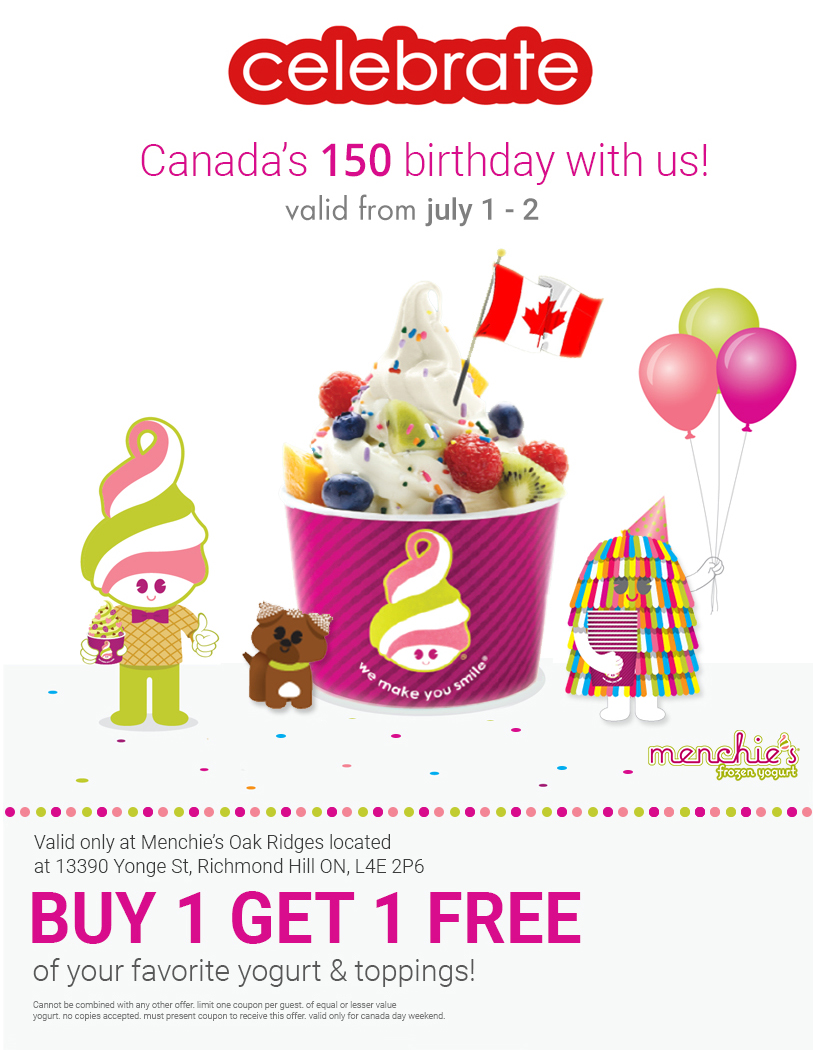 celebrate
Canada's 150 birthday with us!
valid from july 1 - 2
we make you smile®
menchie's
frozen yogurt
Valid only at Menchie's Oak Ridges located
at 13390 Yonge St, Richmond Hill ON, L4E 2P6
BUY 1 GET 1 FREE
of your favorite yogurt & toppings!
Cannot be combined with any other offer. limit one coupon per guest. of equal or lesser value
yogurt. no copies accepted. must present coupon to receive this offer. valid only for canada day weekend.